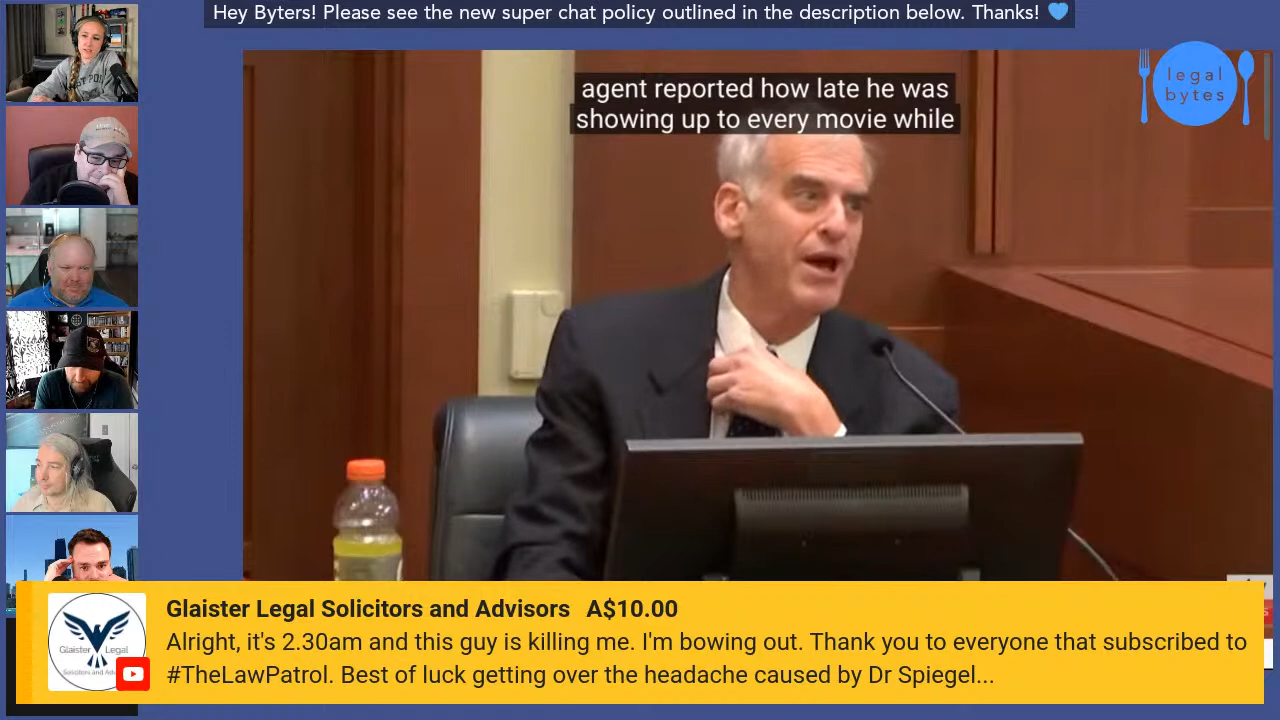 Hey Byters! Please see the new super chat policy outlined in the description below. Thanks! 💙
legal
bytes
agent reported how late he was
showing up to every movie while
Glaister Legal Solicitors and Advisors A$10.00
Alright, it's 2.30am and this guy is killing me. I'm bowing out. Thank you to everyone that subscribed to
#TheLawPatrol. Best of luck getting over the headache caused by Dr Spiegel...
Glaister Legal